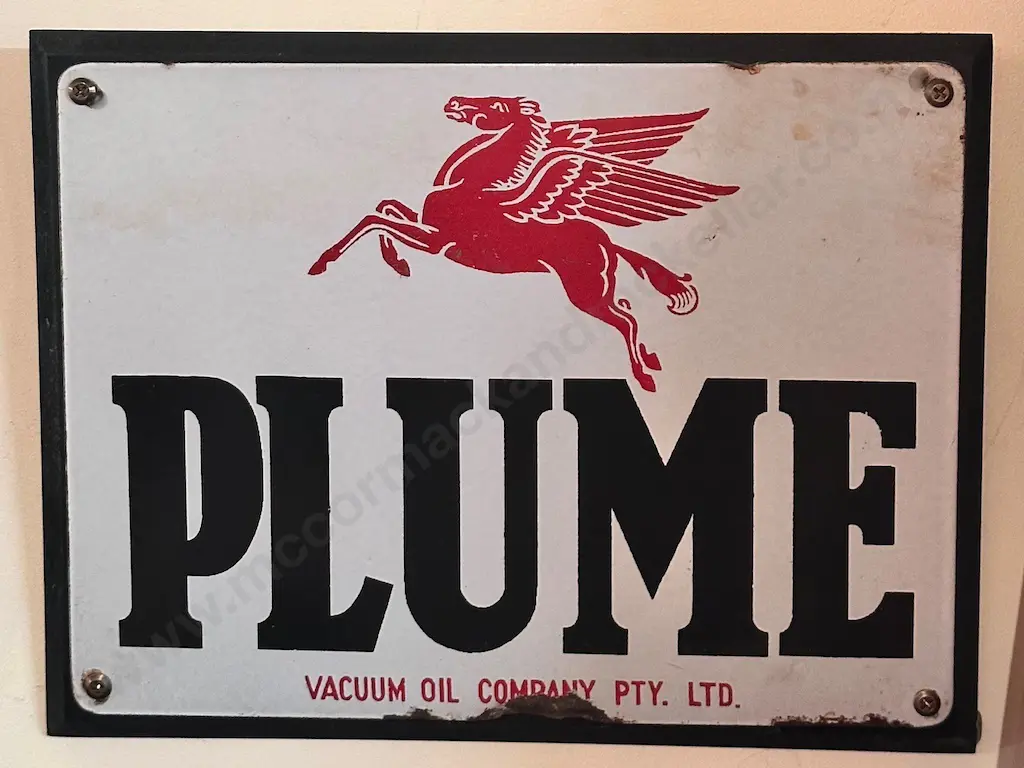 PLUME
VACUUM OIL COMPANY PTY. LTD.